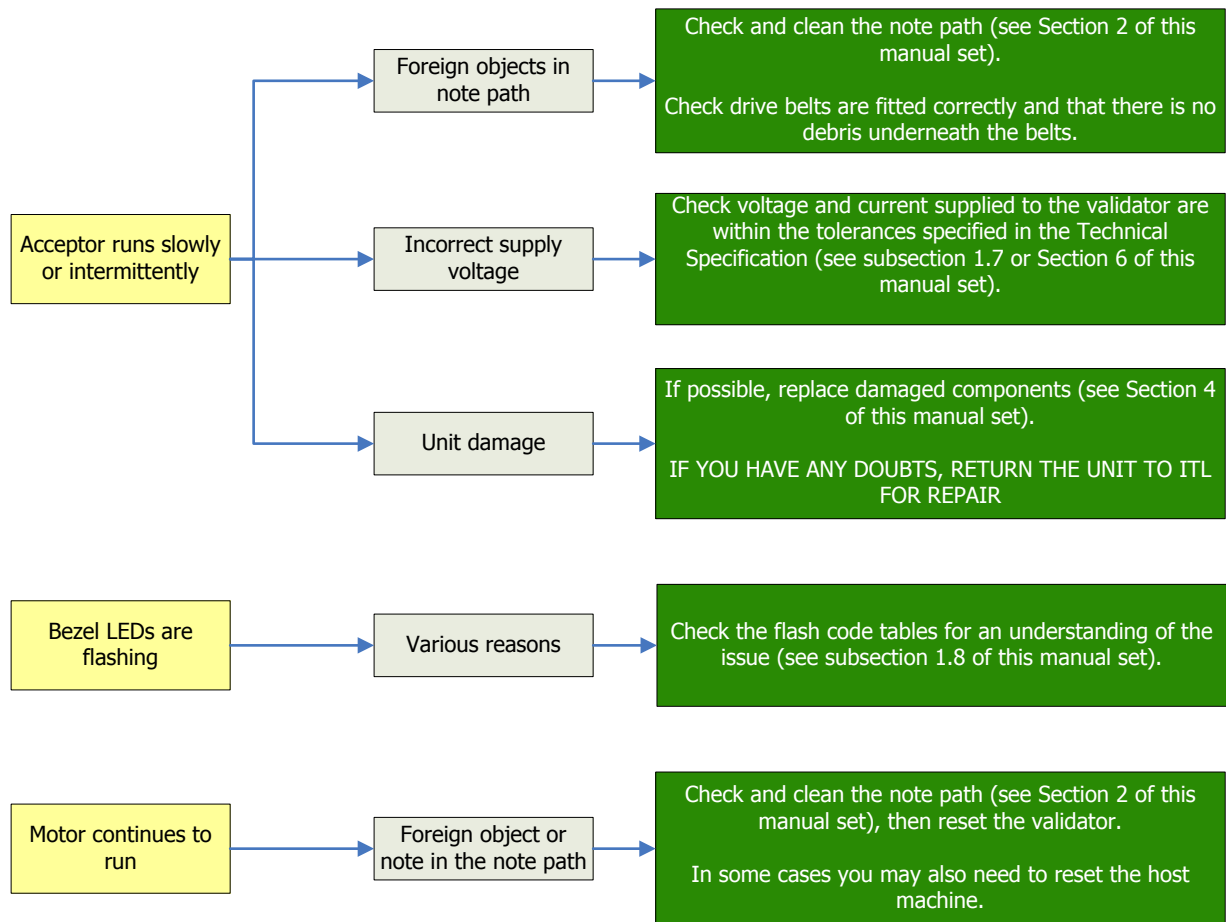 Acceptor runs slowly
or intermittently
Foreign objects in
note path
Check and clean the note path (see Section 2 of this
manual set).
Check drive belts are fitted correctly and that there is no
debris underneath the belts.
Incorrect supply
voltage
Check voltage and current supplied to the validator are
within the tolerances specified in the Technical
Specification (see subsection 1.7 or Section 6 of this
manual set).
Unit damage
If possible, replace damaged components (see Section 4
of this manual set).
IF YOU HAVE ANY DOUBTS, RETURN THE UNIT TO ITL
FOR REPAIR
Bezel LEDs are
flashing
Various reasons
Check the flash code tables for an understanding of the
issue (see subsection 1.8 of this manual set).
Motor continues to
run
Foreign object or
note in the note path
Check and clean the note path (see Section 2 of this
manual set), then reset the validator.
In some cases you may also need to reset the host
machine.